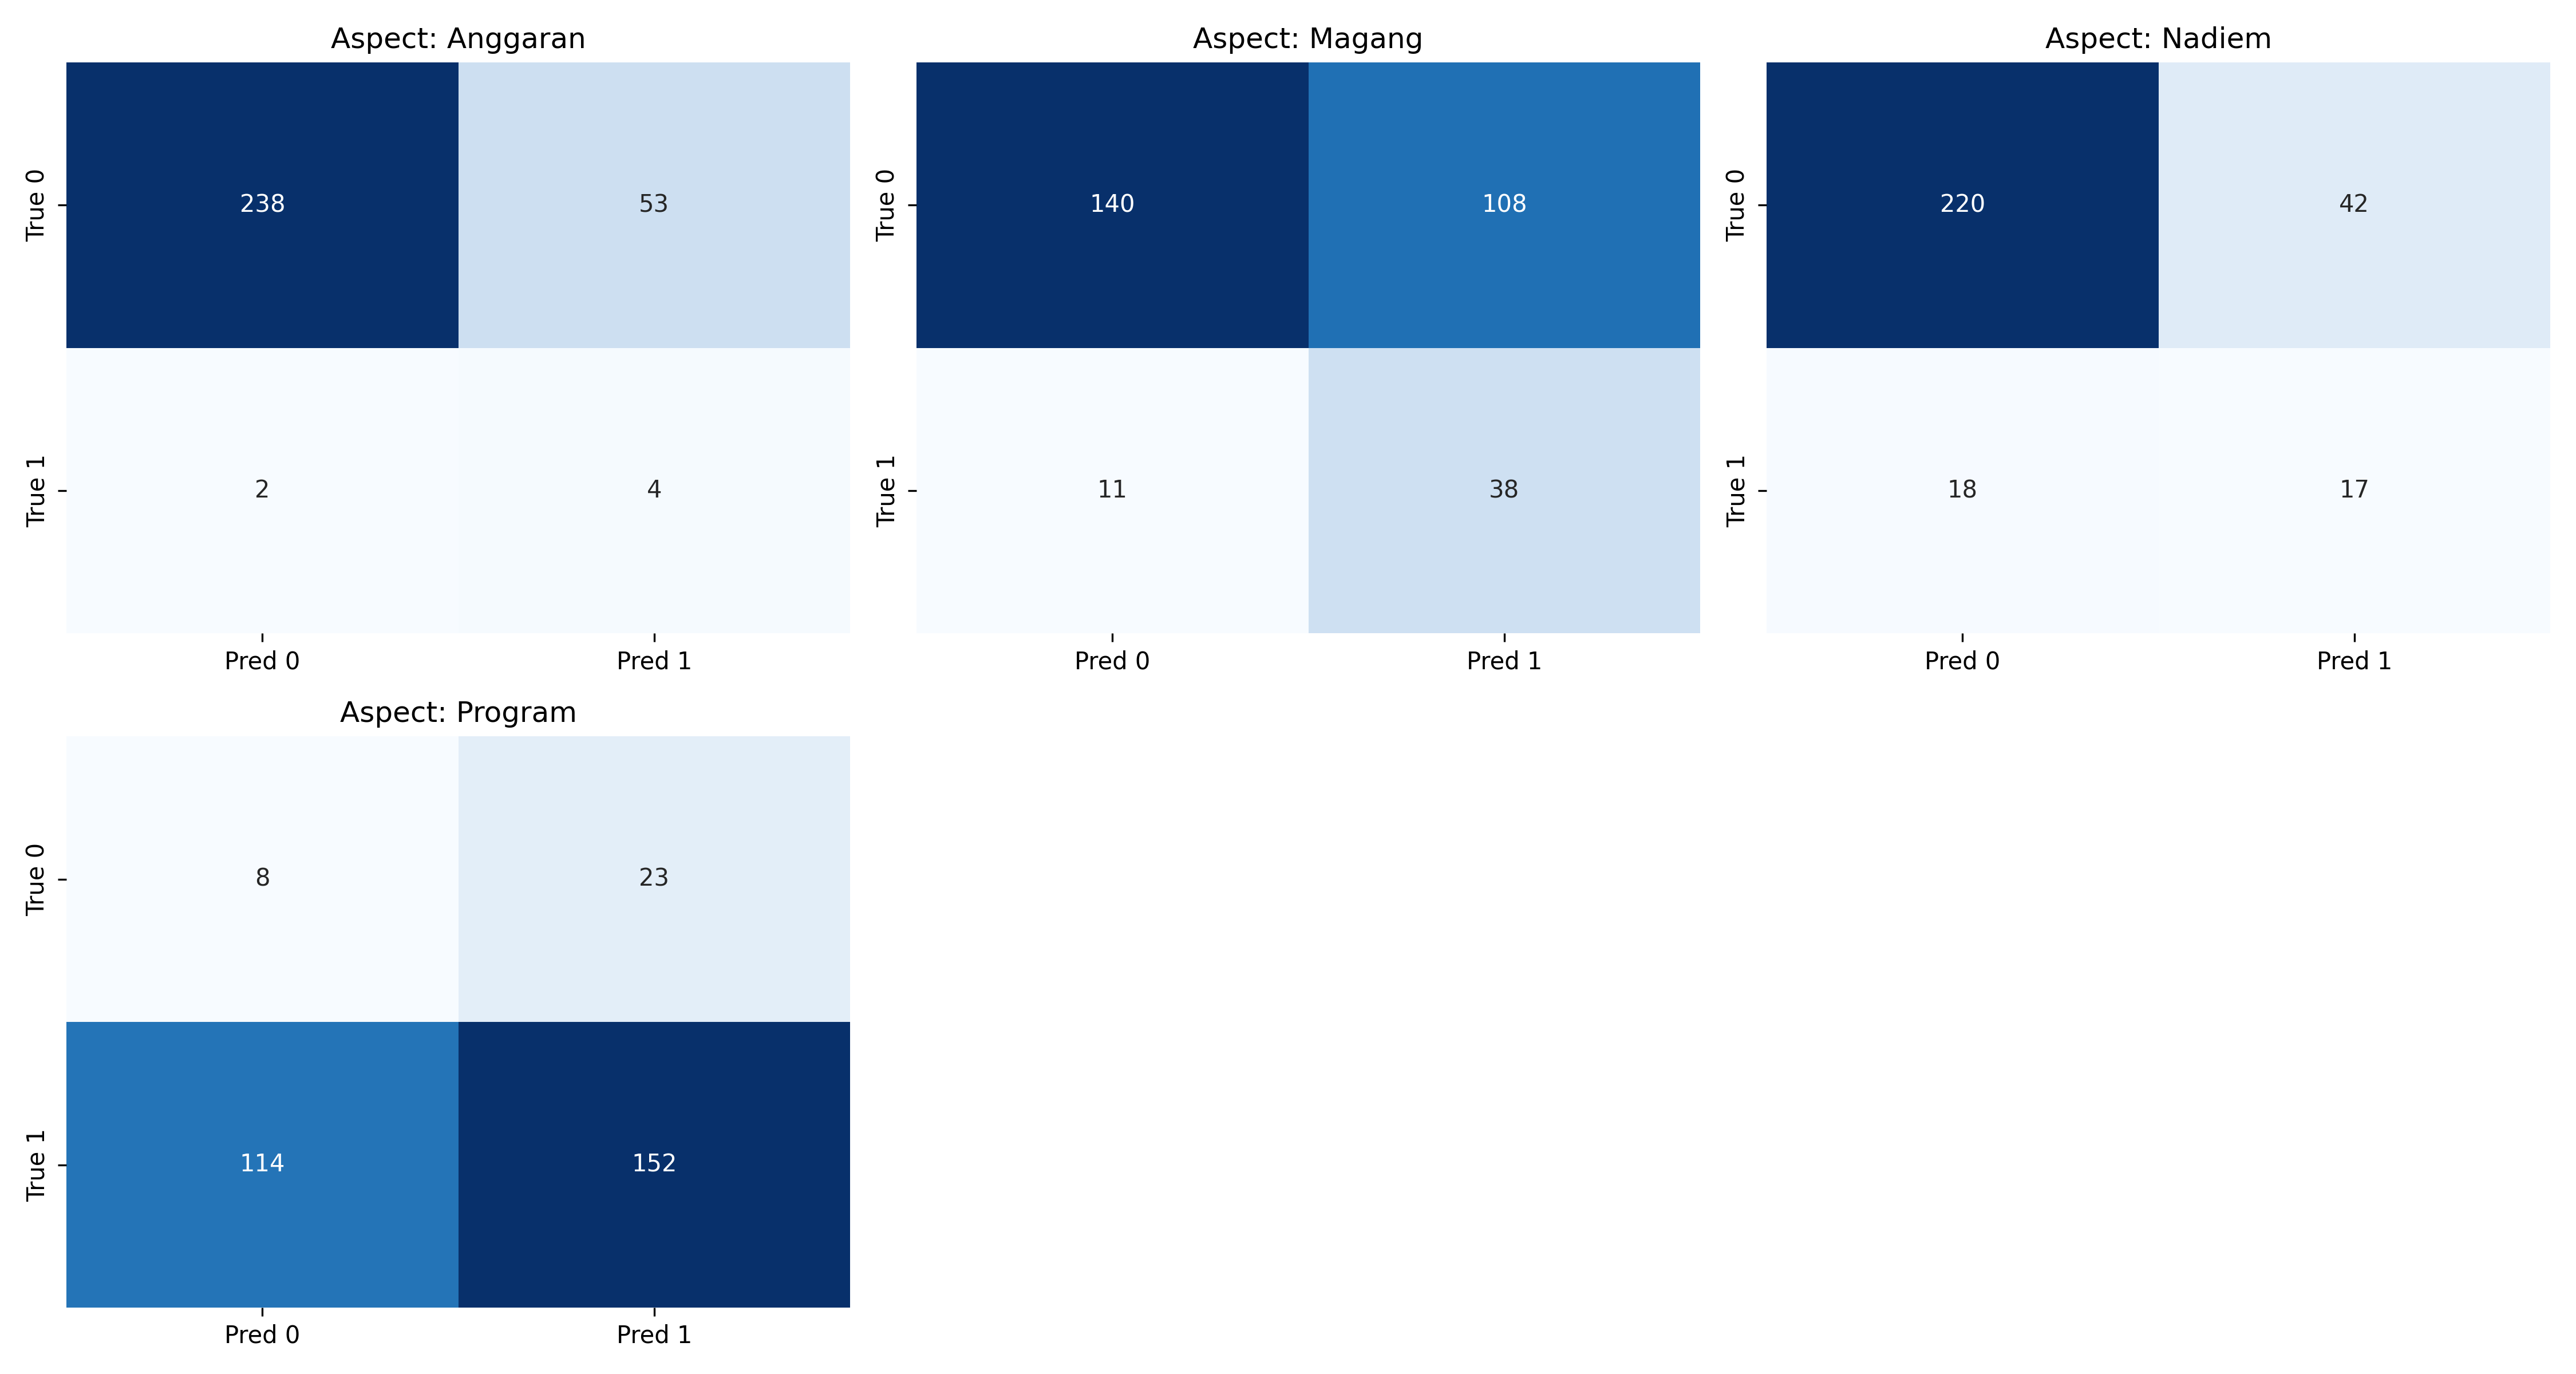 Aspect: Anggaran
True 0
238
53
True 1
2
4
Pred 0
Pred 1
Aspect: Magang
True 0
140
108
True 1
11
38
Pred 0
Pred 1
Aspect: Nadiem
True 0
220
42
True 1
18
17
Pred 0
Pred 1
Aspect: Program
True 0
8
23
True 1
114
152
Pred 0
Pred 1